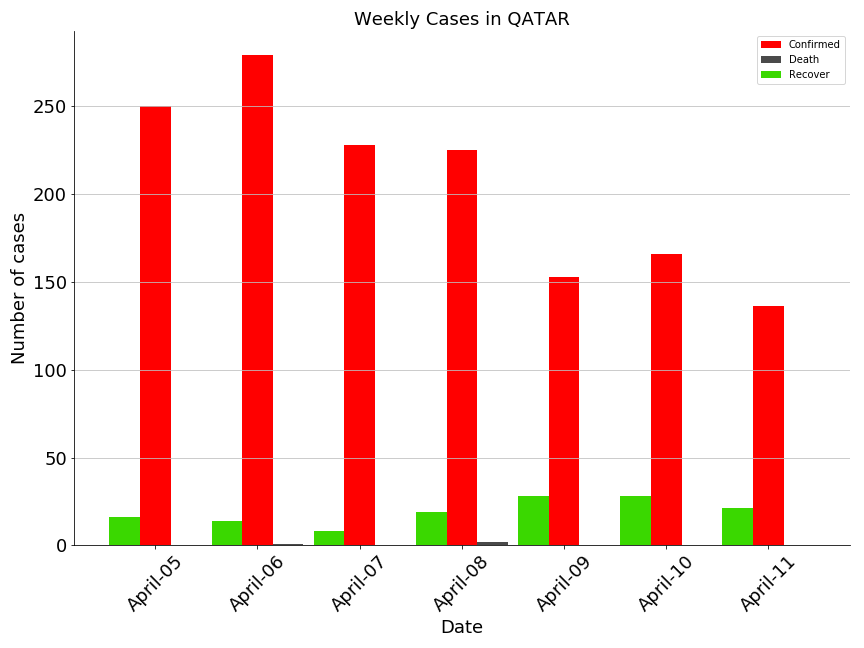 Weekly Cases in QATAR
Confirmed
Death
Recover
Number of cases
250
200
150
100
50
0
April-05
April-06
April-07
April-08
April-09
April-10
April-11
Date